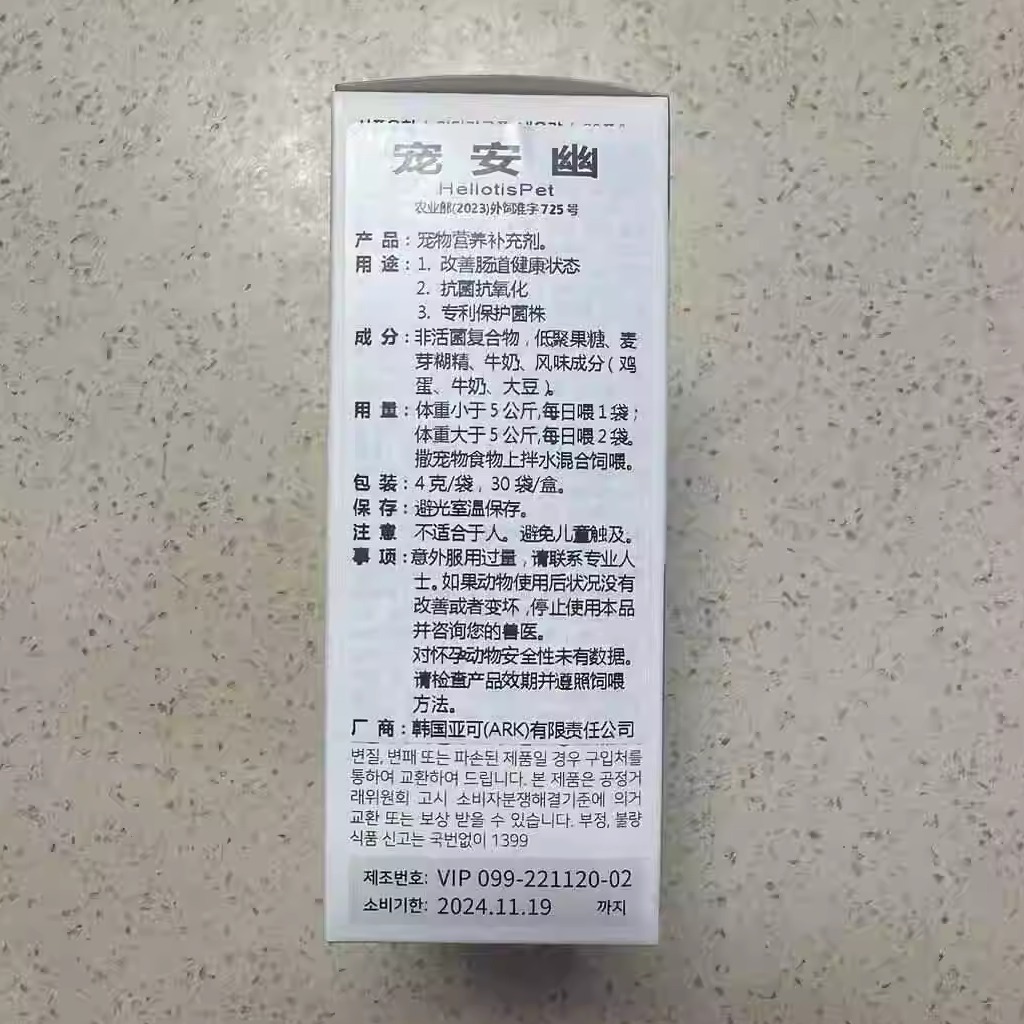 宠安幽
HeliotisPet
农业部(2023)外饲准字725号
产品：宠物营养补充剂。
用途：1. 改善肠道健康状态
2. 抗菌抗氧化
3. 专利保护菌株
成分：非活菌复合物，低聚果糖、麦
芽糊精、牛奶、风味成分（鸡
蛋、牛奶、大豆）。
用量：体重小于5公斤,每日喂1袋；
体重大于5公斤,每日喂2袋。
撒宠物食物上拌水混合饲喂。
包装：4克/袋，30袋/盒。
保存：避光室温保存。
注意 不适合于人。避免儿童触及。
事项：意外服用过量，请联系专业人
士。如果动物使用后状况没有
改善或者变坏,停止使用本品
并咨询您的兽医。
对怀孕动物安全性未有数据。
请检查产品效期并遵照饲喂
方法。
厂商：韩国亚可(ARK)有限责任公司
변질, 변패 또는 파손된 제품일 경우 구입처를
통하여 교환하여 드립니다. 본 제품은 공정거
래위원회 고시 소비자분쟁해결기준에 의거
교환 또는 보상 받을 수 있습니다. 부정, 불량
식품 신고는 국번없이 1399
제조번호: VIP 099-221120-02
소비기한: 2024.11.19 까지